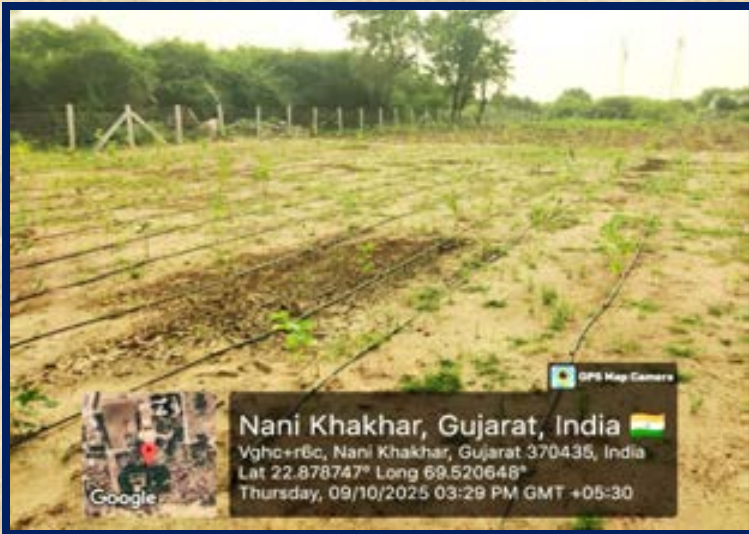 GPS Map Camera
Nani Khakhar, Gujarat, India 🇮🇳
Vghc+r6c, Nani Khakhar, Gujarat 370435, India
Lat 22.878747° Long 69.520648°
Thursday, 09/10/2025 03:29 PM GMT +05:30
Google